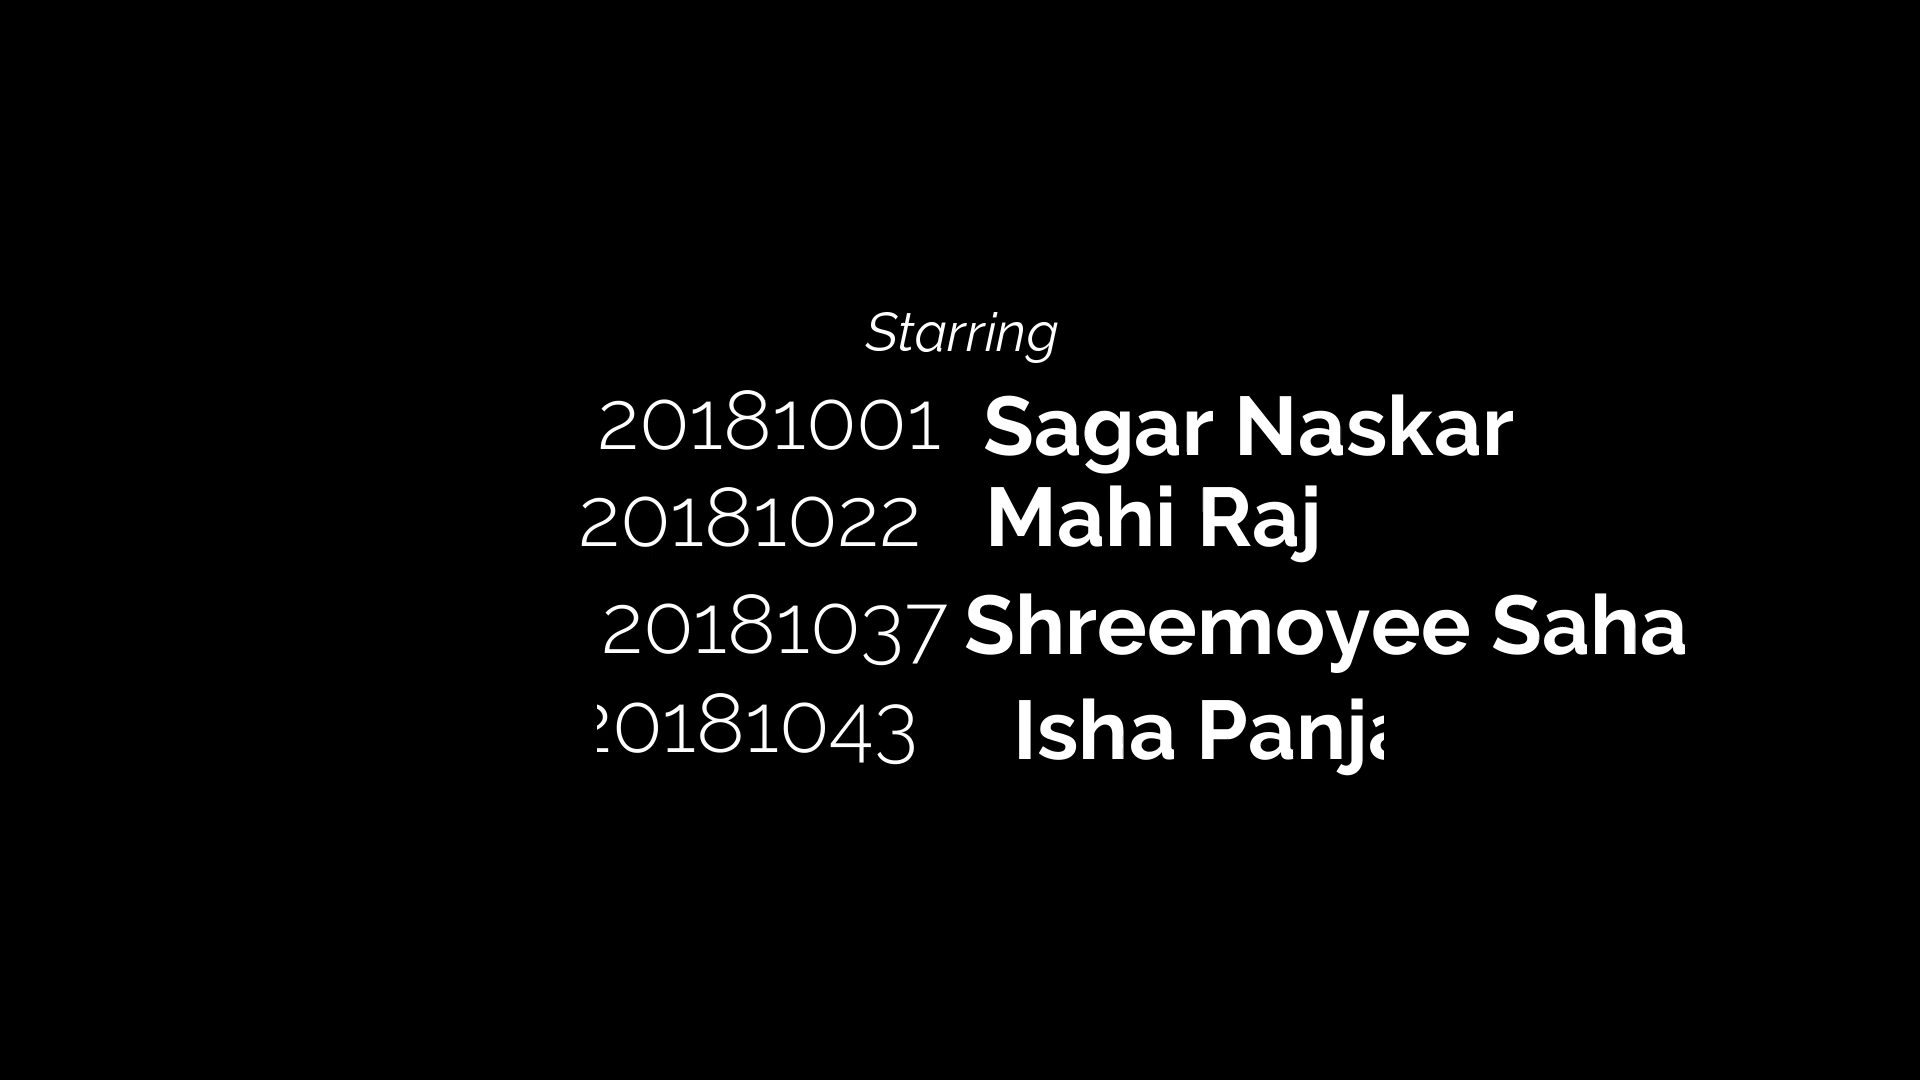 Starring
20181001 Sagar Naskar
20181022 Mahi Raj
20181037 Shreemoyee Saha
20181043 Isha Panja